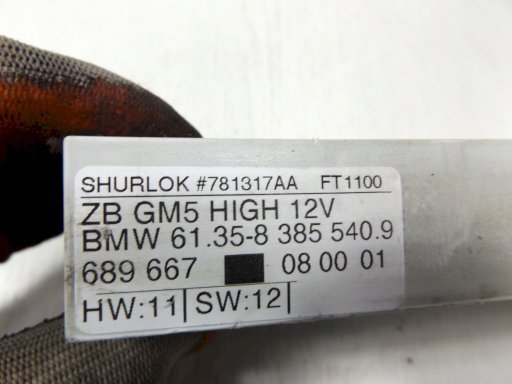 SHURLOK #781317AA FT1100
ZB GM5 HIGH 12V
BMW 61.35-8 385 540.9
689 667 08 00 01
HW:11 SW:12